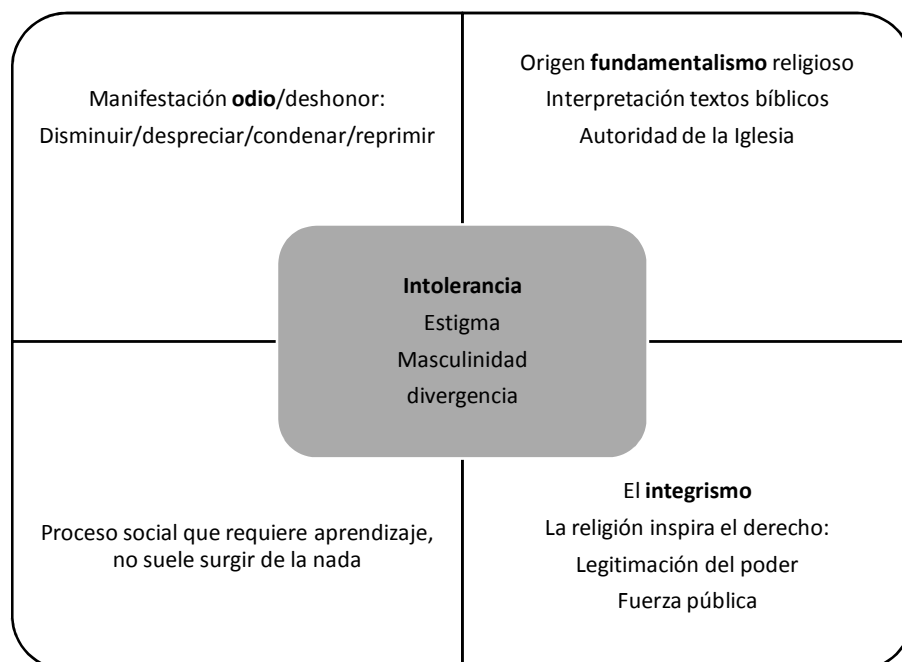 Manifestación odio/deshonor:
Disminuir/despreciar/condenar/reprimir
Origen fundamentalismo religioso
Interpretación textos bíblicos
Autoridad de la Iglesia
Intolerancia
Estigma
Masculinidad
divergencia
Proceso social que requiere aprendizaje,
no suele surgir de la nada
El integrismo
La religión inspira el derecho:
Legitimación del poder
Fuerza pública